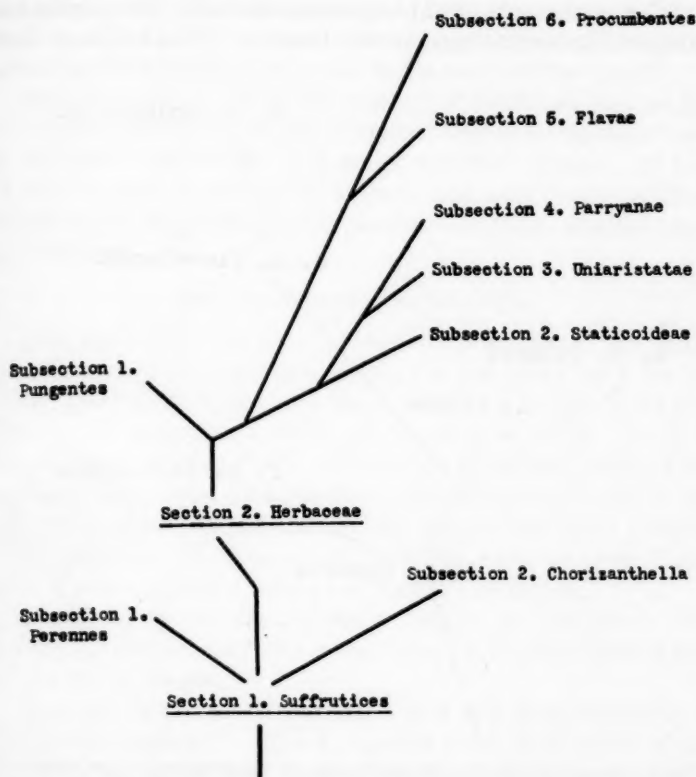 Subsection 6. Procumbentes
Subsection 5. Flavae
Subsection 4. Parryanae
Subsection 3. Uniaristatae
Subsection 2. Staticoideae
Subsection 1.
Pungentes
Section 2. Herbaceae
Subsection 2. Chorizanthella
Subsection 1.
Perennes
Section 1. Suffrutices